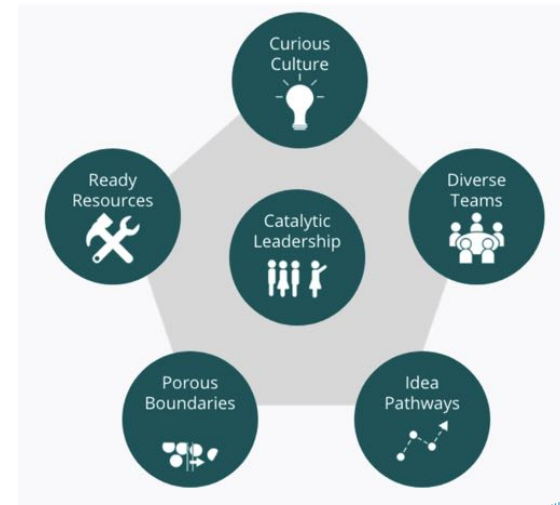 Curious
Culture
Ready
Resources
Diverse
Teams
Catalytic
Leadership
Porous
Boundaries
Idea
Pathways